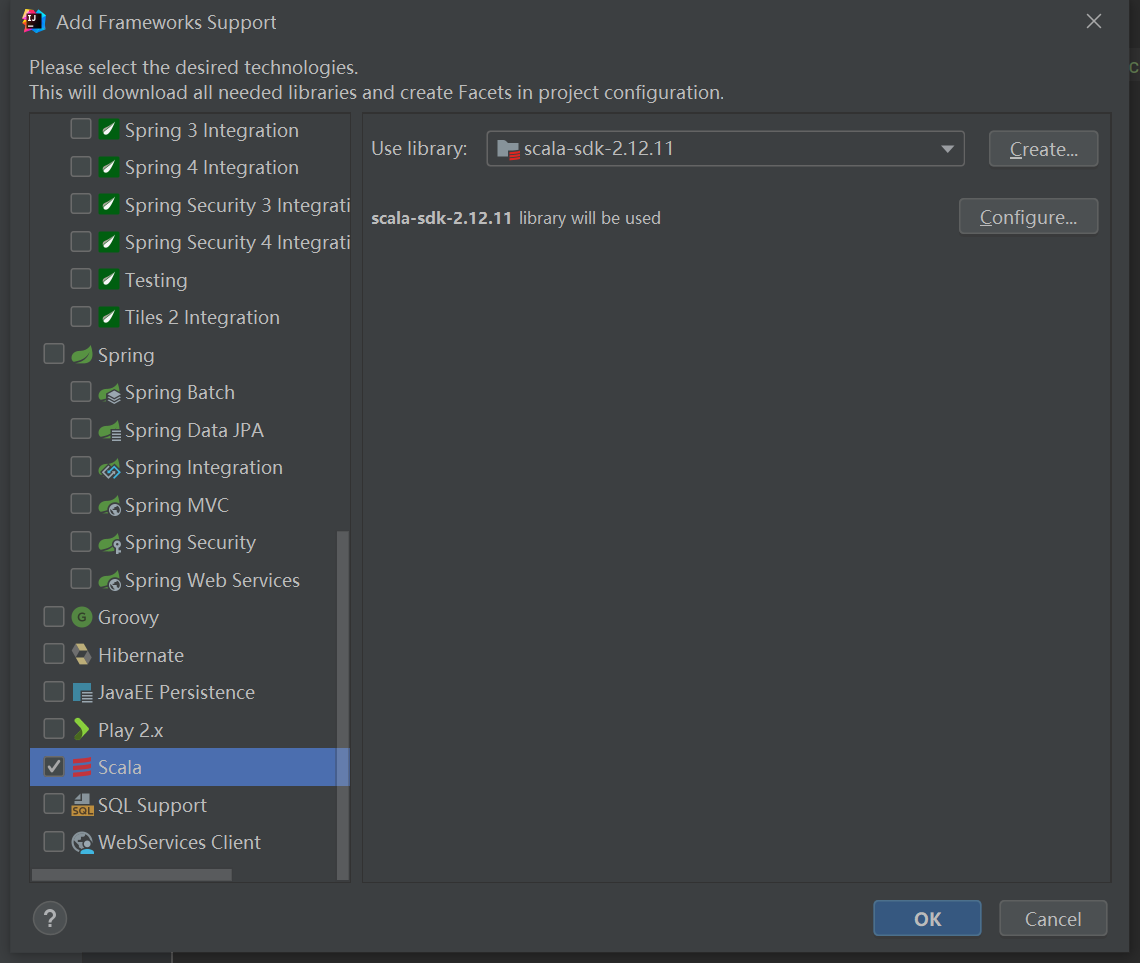 Add Frameworks Support
Please select the desired technologies.
This will download all needed libraries and create Facets in project configuration.
Spring 3 Integration
Spring 4 Integration
Spring Security 3 Integrati
Spring Security 4 Integrati
Testing
Tiles 2 Integration
Spring
Spring Batch
Spring Data JPA
Spring Integration
Spring MVC
Spring Security
Spring Web Services
G Groovy
Hibernate
JavaEE Persistence
Play 2.x
Scala
SQL SQL Support
WebServices Client
Use library: scala-sdk-2.12.11 Create...
scala-sdk-2.12.11 library will be used Configure...
? OK Cancel